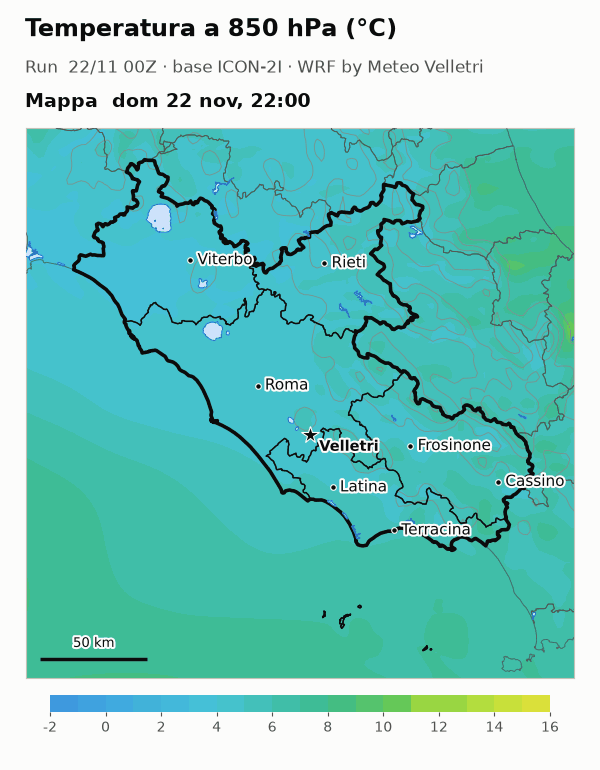 Temperatura a 850 hPa (°C)
Run  22/11 00Z · base ICON-2I · WRF by Meteo Velletri
Mappa  dom 22 nov, 22:00
Viterbo
Rieti
Roma
Velletri
Frosinone
Cassino
Latina
Terracina
50 km
-2 0 2 4 6 8 10 12 14 16